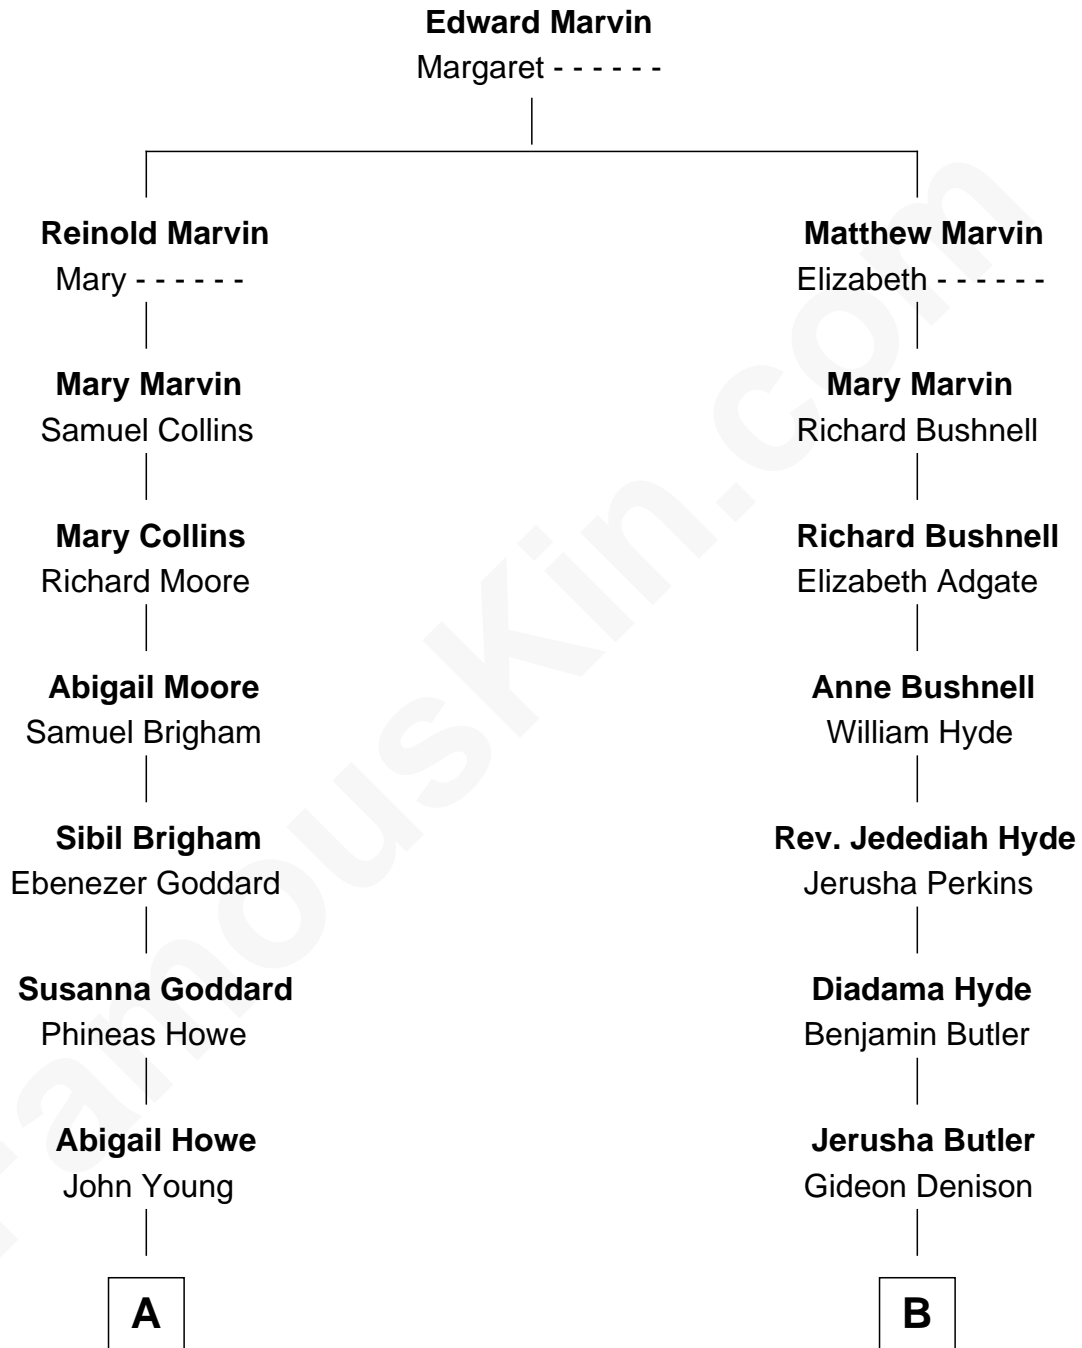 Edward Marvin
Margaret - - - - - -
Reinold Marvin
Mary - - - - - -
Matthew Marvin
Elizabeth - - - - - -
Mary Marvin
Samuel Collins
Mary Marvin
Richard Bushnell
Mary Collins
Richard Moore
Richard Bushnell
Elizabeth Adgate
Abigail Moore
Samuel Brigham
Anne Bushnell
William Hyde
Sibil Brigham
Ebenezer Goddard
Rev. Jedediah Hyde
Jerusha Perkins
Susanna Goddard
Phineas Howe
Diadama Hyde
Benjamin Butler
Abigail Howe
John Young
Jerusha Butler
Gideon Denison
A
B
FamousKin.com